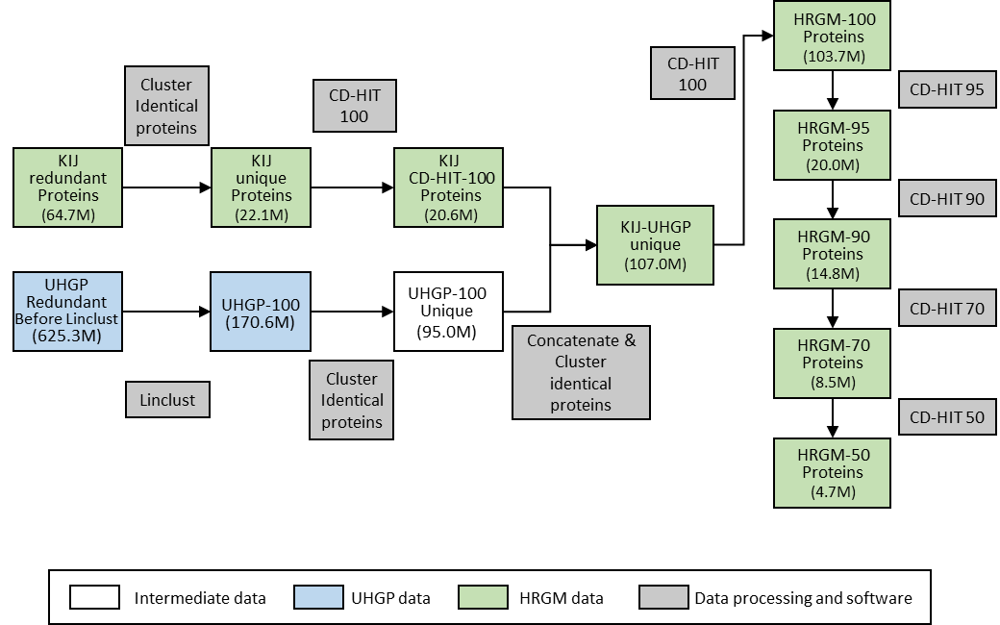 Cluster
Identical
proteins
CD-HIT
100
KIJ
redundant
Proteins
(64.7M)
KIJ
unique
Proteins
(22.1M)
KIJ
CD-HIT-100
Proteins
(20.6M)
UHGP
Redundant
Before Linclust
(625.3M)
UHGP-100
(170.6M)
UHGP-100
Unique
(95.0M)
Linclust
Cluster
Identical
proteins
Concatenate &
Cluster
identical
proteins
KIJ-UHGP
unique
(107.0M)
CD-HIT
100
HRGM-100
Proteins
(103.7M)
CD-HIT 95
HRGM-95
Proteins
(20.0M)
CD-HIT 90
HRGM-90
Proteins
(14.8M)
CD-HIT 70
HRGM-70
Proteins
(8.5M)
CD-HIT 50
HRGM-50
Proteins
(4.7M)
Intermediate data
UHGP data
HRGM data
Data processing and software